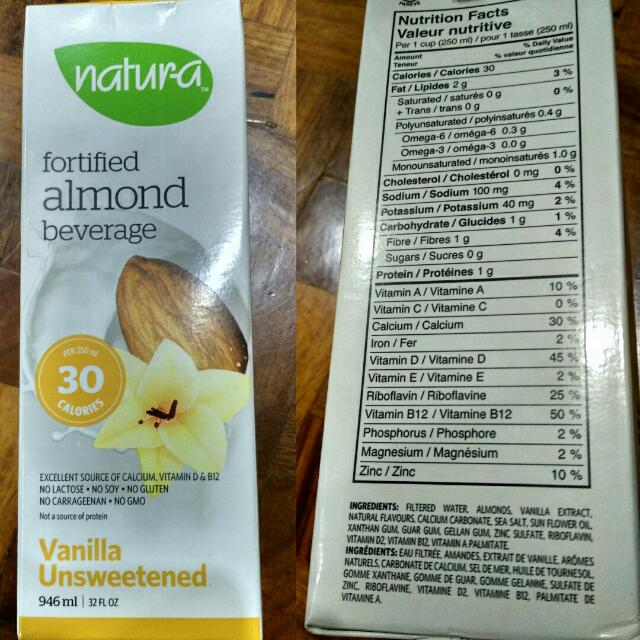 natur-a
TM
fortified
almond
beverage
PER 250 ml
30
CALORIES
EXCELLENT SOURCE OF CALCIUM, VITAMIN D & B12
NO LACTOSE • NO SOY • NO GLUTEN
NO CARRAGEENAN • NO GMO
Not a source of protein
Vanilla
Unsweetened
946 ml | 32 FL OZ
PAREVE
Nutrition Facts
Valeur nutritive
Per 1 cup (250 ml) / pour 1 tasse (250 ml)
Amount % Daily Value
Teneur % valeur quotidienne
Calories / Calories 30
Fat / Lipides 2 g 3 %
Saturated / saturés 0 g 0 %
+ Trans / trans 0 g
Polyunsaturated / polyinsaturés 0.4 g
Omega-6 / oméga-6 0.3 g
Omega-3 / oméga-3 0.0 g
Monounsaturated / monoinsaturés 1.0 g
Cholesterol / Cholestérol 0 mg 0 %
Sodium / Sodium 100 mg 4 %
Potassium / Potassium 40 mg 2 %
Carbohydrate / Glucides 1 g 1 %
Fibre / Fibres 1 g 4 %
Sugars / Sucres 0 g
Protein / Protéines 1 g
Vitamin A / Vitamine A 10 %
Vitamin C / Vitamine C 0 %
Calcium / Calcium 30 %
Iron / Fer 2 %
Vitamin D / Vitamine D 45 %
Vitamin E / Vitamine E 2 %
Riboflavin / Riboflavine 25 %
Vitamin B12 / Vitamine B12 50 %
Phosphorus / Phosphore 2 %
Magnesium / Magnésium 2 %
Zinc / Zinc 10 %
INGREDIENTS: FILTERED WATER, ALMONDS, VANILLA EXTRACT,
NATURAL FLAVOURS, CALCIUM CARBONATE, SEA SALT, SUN FLOWER OIL,
XANTHAN GUM, GUAR GUM, GELLAN GUM, ZINC SULFATE, RIBOFLAVIN,
VITAMIN D2, VITAMIN B12, VITAMIN A PALMITATE.
INGRÉDIENTS: EAU FILTRÉE, AMANDES, EXTRAIT DE VANILLE, ARÔMES
NATURELS, CARBONATE DE CALCIUM, SEL DE MER, HUILE DE TOURNESOL,
GOMME XANTHANE, GOMME DE GUAR, GOMME GELANNE, SULFATE DE
ZINC, RIBOFLAVINE, VITAMINE D2, VITAMINE B12, PALMITATE DE
VITAMINE A.